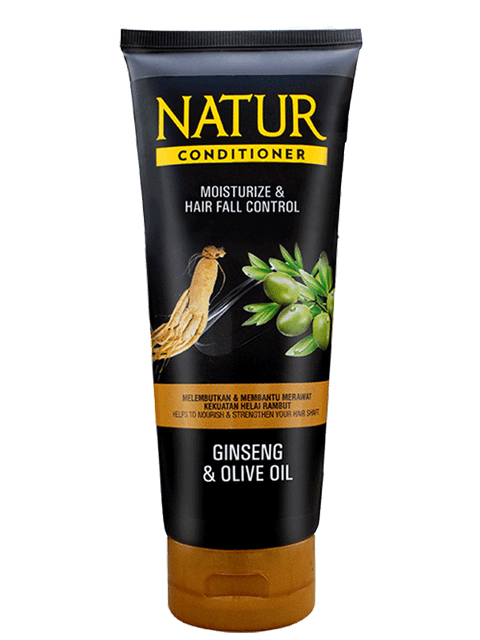 NATUR
CONDITIONER
MOISTURIZE &
HAIR FALL CONTROL
MELEMBUTKAN & MEMBANTU MERAWAT
KEKUATAN HELAI RAMBUT
HELPS TO NOURISH & STRENGTHEN YOUR HAIR SHAFT
GINSENG
& OLIVE OIL